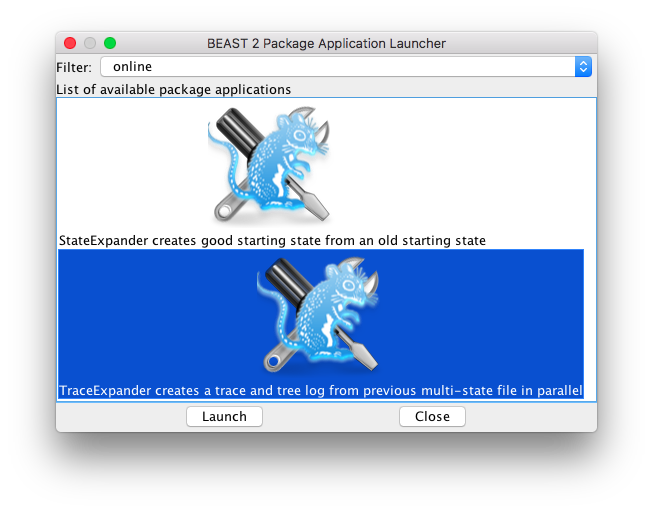 BEAST 2 Package Application Launcher
Filter: online
List of available package applications
StateExpander creates good starting state from an old starting state
TraceExpander creates a trace and tree log from previous multi-state file in parallel
Launch Close